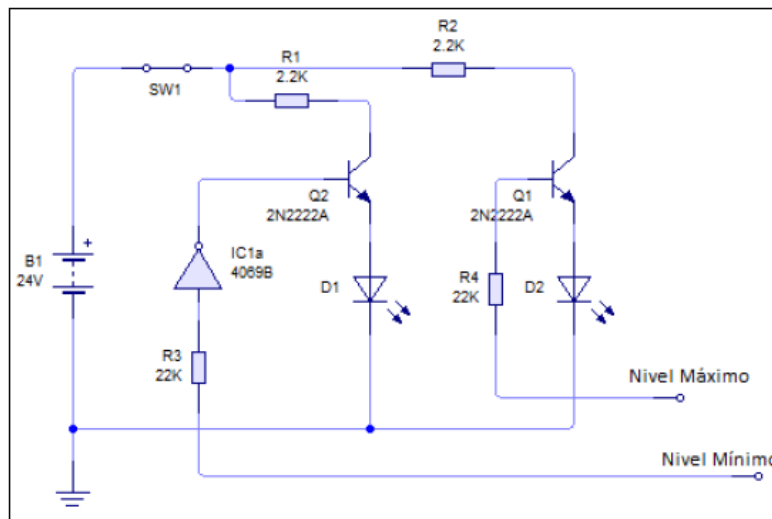 R2
2.2K
R1
2.2K
SW1
Q2
2N2222A
Q1
2N2222A
B1
24V
+
IC1a
4069B
D1
R4
22K
D2
R3
22K
Nivel Máximo
Nivel Mínimo